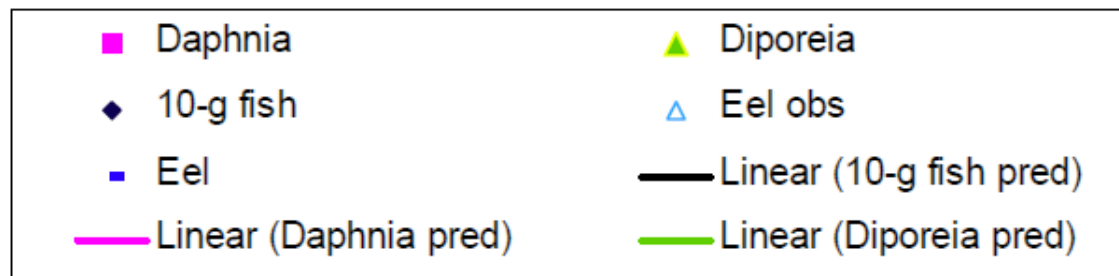 Daphnia Diporeia
10-g fish Eel obs
Eel Linear (10-g fish pred)
Linear (Daphnia pred) Linear (Diporeia pred)